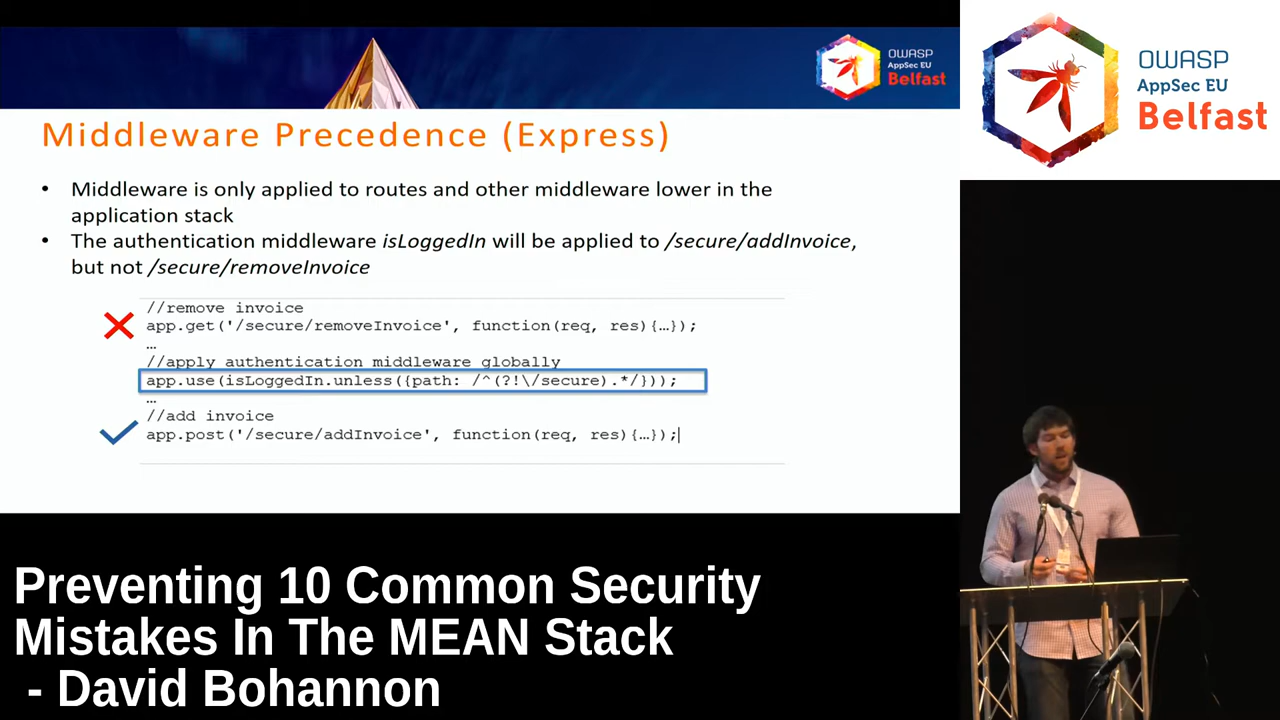 OWASP
AppSec EU
Belfast
OWASP
AppSec EU
Belfast
Middleware Precedence (Express)
• Middleware is only applied to routes and other middleware lower in the
application stack
• The authentication middleware isLoggedIn will be applied to /secure/addInvoice,
but not /secure/removeInvoice
//remove invoice
app.get('/secure/removeInvoice', function(req, res){…});
…
//apply authentication middleware globally
app.use(isLoggedIn.unless({path: /^(?!\/secure).*/}));
…
//add invoice
app.post('/secure/addInvoice', function(req, res){…});
Preventing 10 Common Security
Mistakes In The MEAN Stack
- David Bohannon